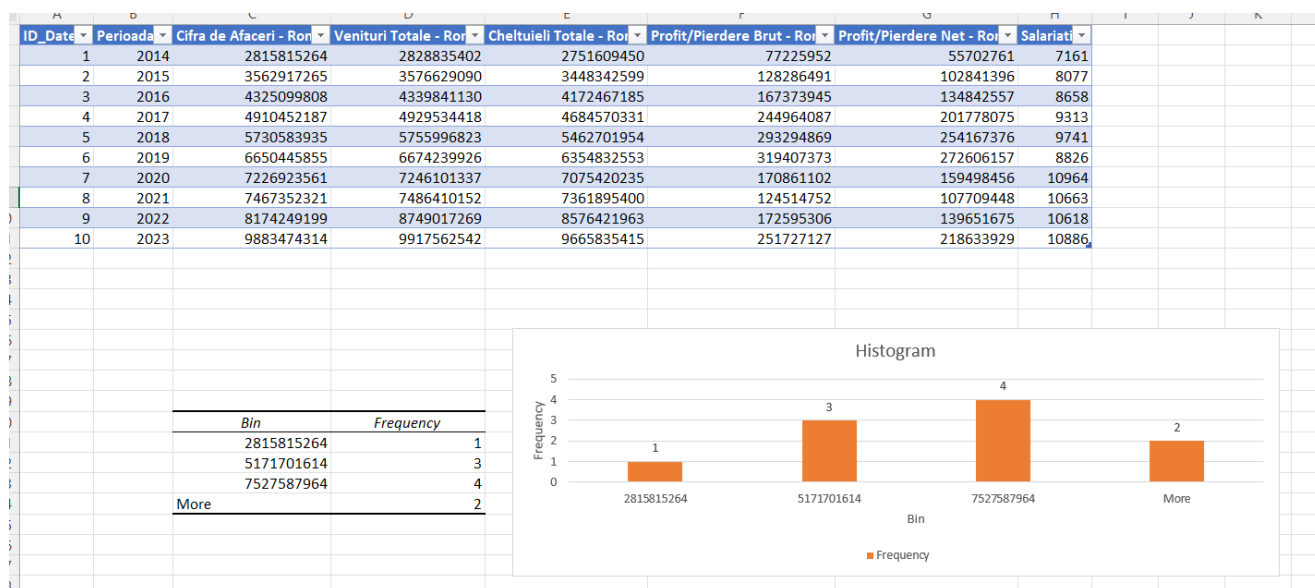 ID_Date Perioada Cifra de Afaceri - Ron Venituri Totale - Ron Cheltuieli Totale - Ron Profit/Pierdere Brut - Ron Profit/Pierdere Net - Ron Salariati
1 2014 2815815264 2828835402 2751609450 77225952 55702761 7161
2 2015 3562917265 3576629090 3448342599 128286491 102841396 8077
3 2016 4325099808 4339841130 4172467185 167373945 134842557 8658
4 2017 4910452187 4929534418 4684570331 244964087 201778075 9313
5 2018 5730583935 5755996823 5462701954 293294869 254167376 9741
6 2019 6650445855 6674239926 6354832553 319407373 272606157 8826
7 2020 7226923561 7246101337 7075420235 170861102 159498456 10964
8 2021 7467352321 7486410152 7361895400 124514752 107709448 10663
9 2022 8174249199 8749017269 8576421963 172595306 139651675 10618
10 2023 9883474314 9917562542 9665835415 251727127 218633929 10886
Bin Frequency
2815815264 1
5171701614 3
7527587964 4
More 2
Histogram
Frequency
5
4
3
2
1
0
1
3
4
2
2815815264 5171701614 7527587964 More
Bin
Frequency